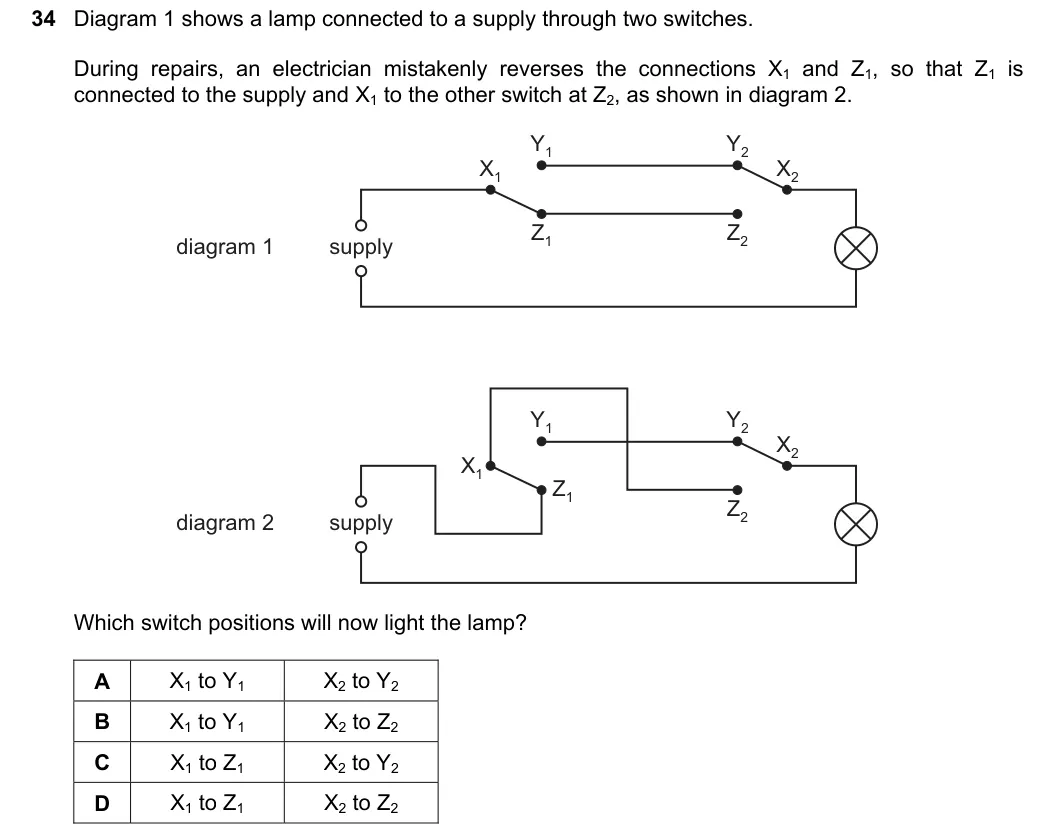 34 Diagram 1 shows a lamp connected to a supply through two switches.
During repairs, an electrician mistakenly reverses the connections X₁ and Z₁, so that Z₁ is
connected to the supply and X₁ to the other switch at Z₂, as shown in diagram 2.
Y₁ Y₂
X₁ X₂
Z₁ Z₂
diagram 1 supply
Y₁ Y₂
X₁ X₂
Z₁ Z₂
diagram 2 supply
Which switch positions will now light the lamp?
A X₁ to Y₁ X₂ to Y₂
B X₁ to Y₁ X₂ to Z₂
C X₁ to Z₁ X₂ to Y₂
D X₁ to Z₁ X₂ to Z₂